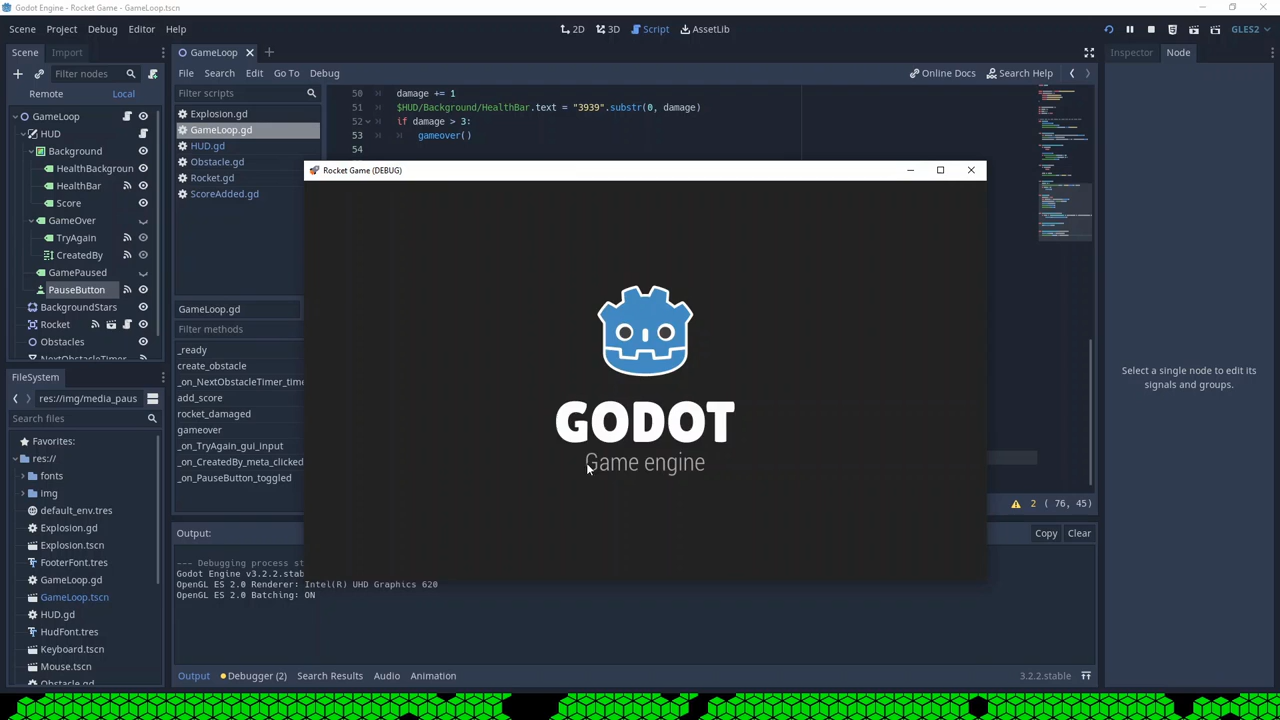 Godot Engine - Rocket Game - GameLoop.tscn
Scene Project Debug Editor Help
2D 3D Script AssetLib
GLES2
Scene Import
Filter nodes
Remote Local
GameLoop
HUD
Background
HealthBackgroun
HealthBar
Score
GameOver
TryAgain
CreatedBy
GamePaused
PauseButton
BackgroundStars
Rocket
Obstacles
NextObstacleTimer
FileSystem
res://img/media_paus
Search files
Favorites:
res://
fonts
img
default_env.tres
Explosion.gd
Explosion.tscn
FooterFont.tres
GameLoop.gd
GameLoop.tscn
HUD.gd
HudFont.tres
Keyboard.tscn
Mouse.tscn
Obstacle.gd
GameLoop
File Search Edit Go To Debug
Online Docs Search Help
Filter scripts
Explosion.gd
GameLoop.gd
HUD.gd
Obstacle.gd
Rocket.gd
ScoreAdded.gd
GameLoop.gd
Filter methods
_ready
create_obstacle
_on_NextObstacleTimer_time
add_score
rocket_damaged
gameover
_on_TryAgain_gui_input
_on_CreatedBy_meta_clicked
_on_PauseButton_toggled
50 damage += 1
$HUD/Background/HealthBar.text = "3939".substr(0, damage)
52 if damage > 3:
53 gameover()
54
Rocket Game (DEBUG)
GODOT
Game engine
2 ( 76, 45)
Output:
Copy Clear
--- Debugging process st
Godot Engine v3.2.2.stab
OpenGL ES 2.0 Renderer: Intel(R) UHD Graphics 620
OpenGL ES 2.0 Batching: ON
Output Debugger (2) Search Results Audio Animation
3.2.2.stable
Inspector Node
Select a single node to edit its
signals and groups.